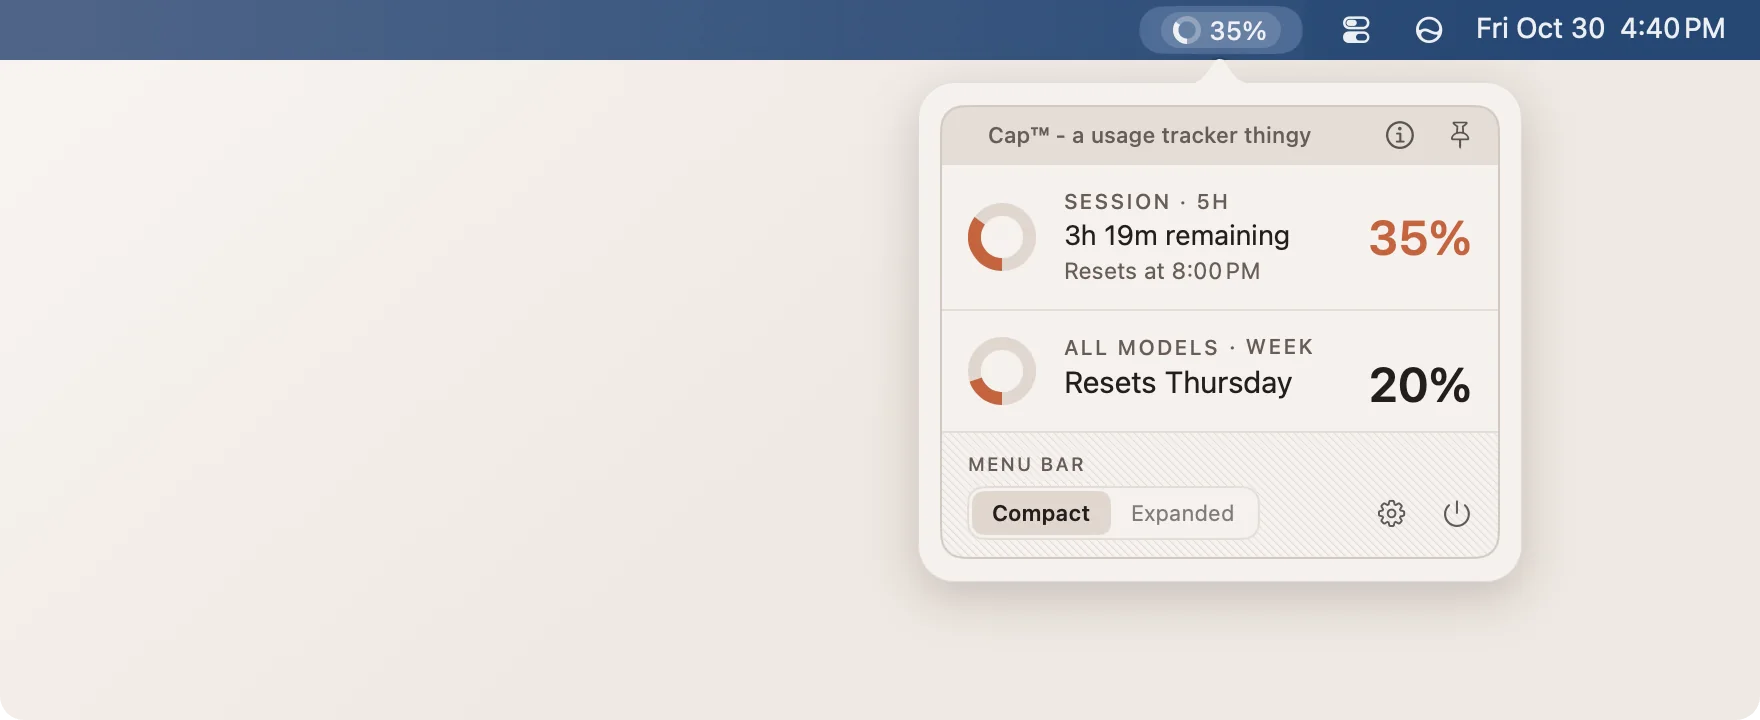 35%
Fri Oct 30 4:40 PM
Cap™ - a usage tracker thingy
SESSION · 5H
3h 19m remaining
Resets at 8:00 PM
35%
ALL MODELS · WEEK
Resets Thursday
20%
MENU BAR
Compact
Expanded